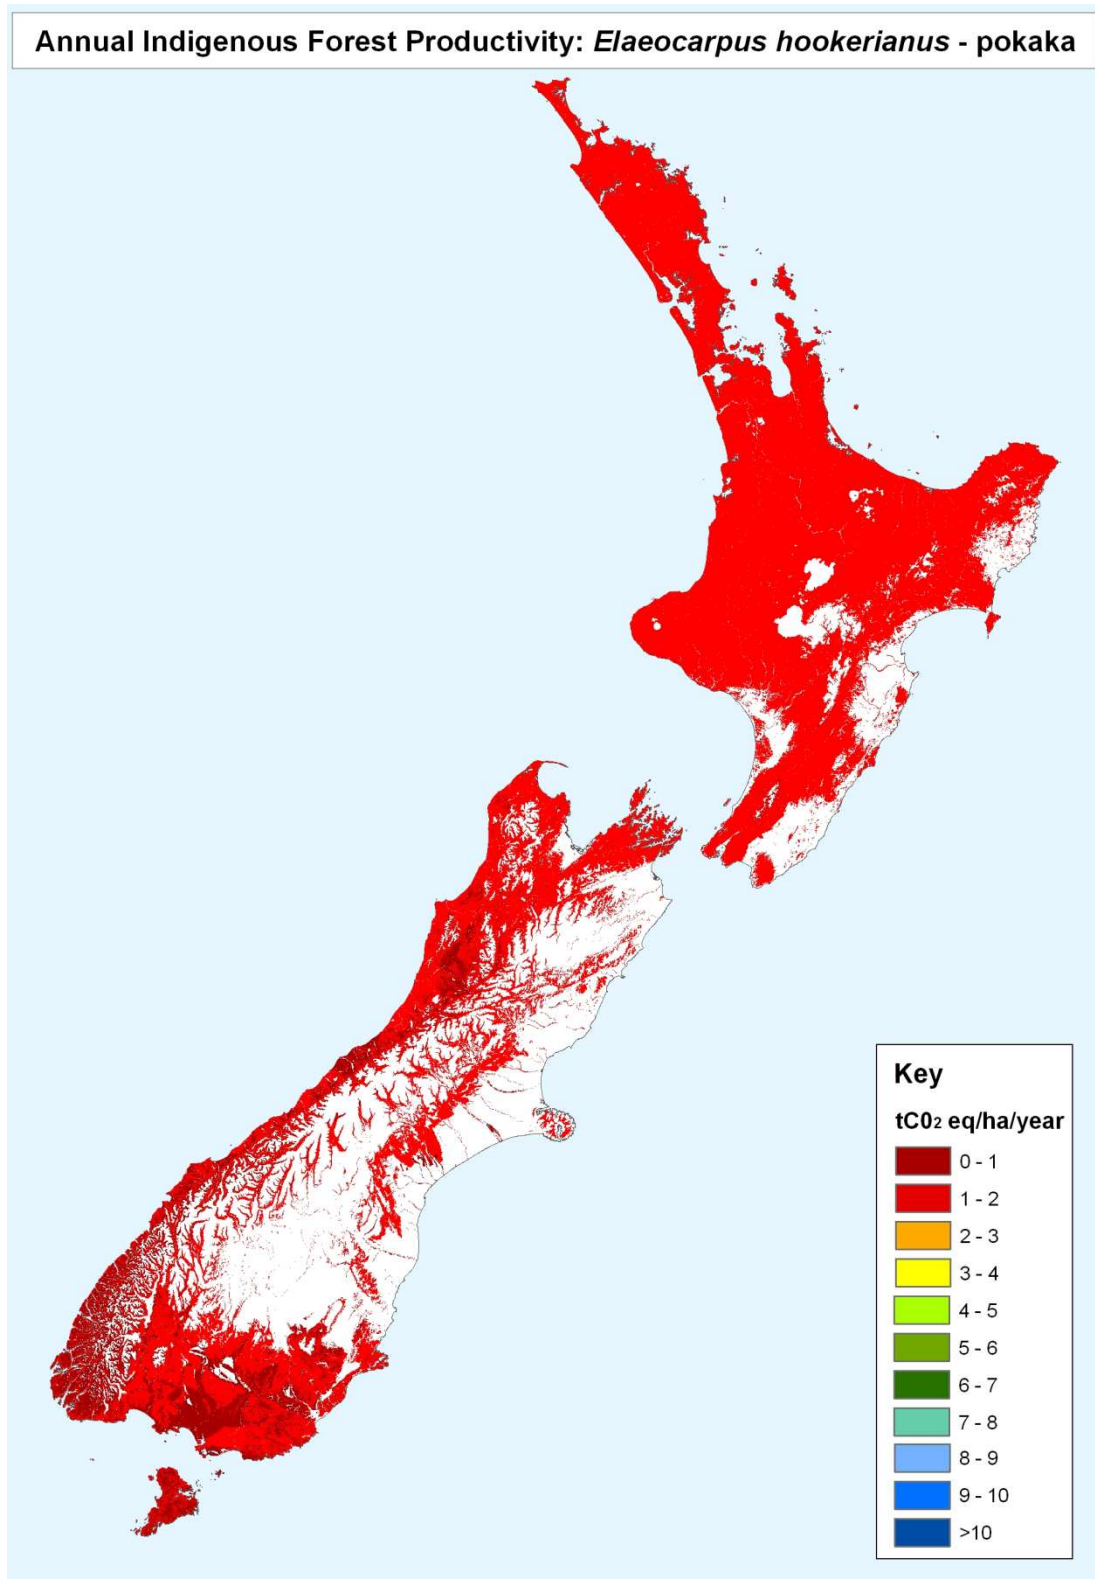 Annual Indigenous Forest Productivity: Elaeocarpus hookerianus - pokaka
Key
tC0₂ eq/ha/year
0 - 1
1 - 2
2 - 3
3 - 4
4 - 5
5 - 6
6 - 7
7 - 8
8 - 9
9 - 10
>10